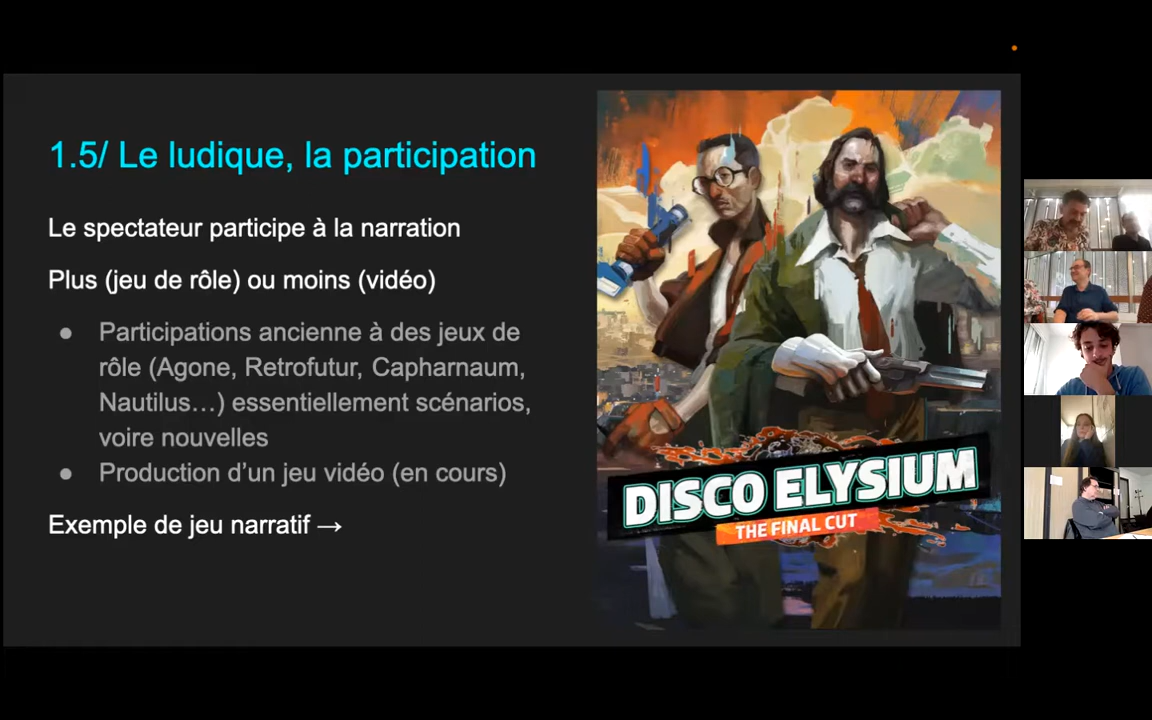 1.5/ Le ludique, la participation
Le spectateur participe à la narration
Plus (jeu de rôle) ou moins (vidéo)
● Participations ancienne à des jeux de
rôle (Agone, Retrofutur, Capharnaum,
Nautilus…) essentiellement scénarios,
voire nouvelles
● Production d’un jeu vidéo (en cours)
Exemple de jeu narratif →
DISCO ELYSIUM
THE FINAL CUT